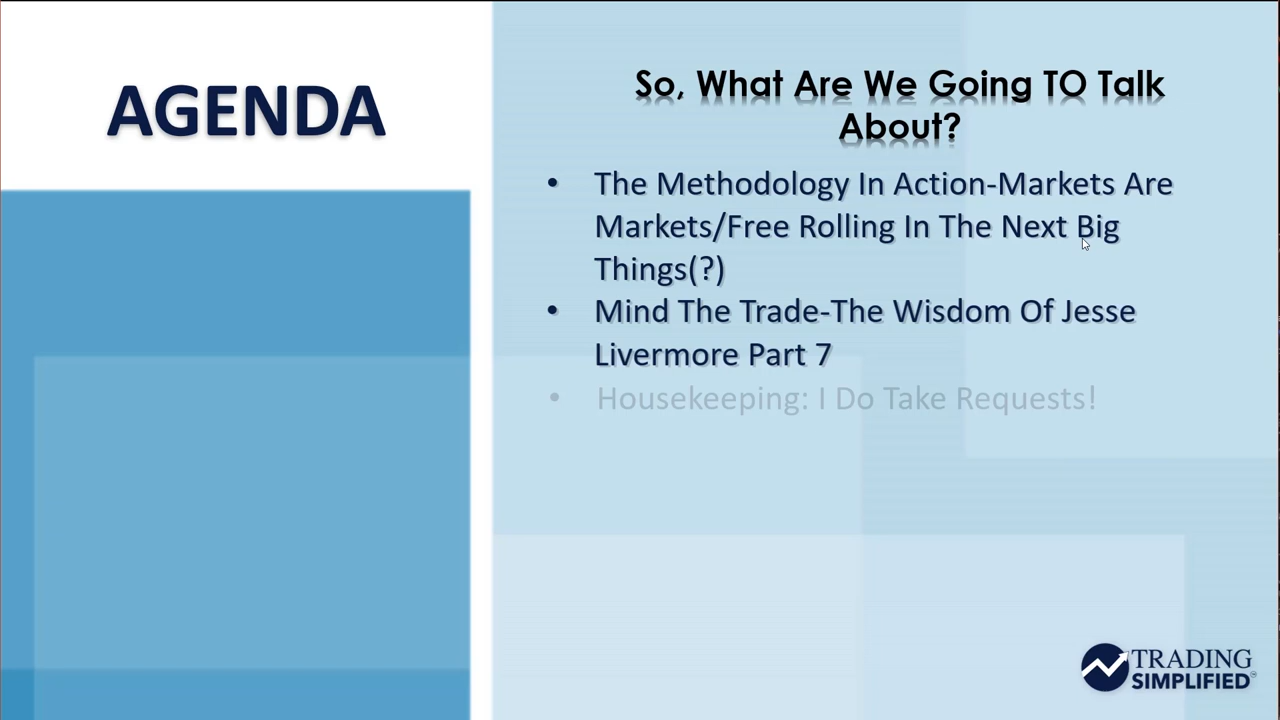 AGENDA
So, What Are We Going TO Talk
About?
• The Methodology In Action-Markets Are
Markets/Free Rolling In The Next Big
Things(?)
• Mind The Trade-The Wisdom Of Jesse
Livermore Part 7
• Housekeeping: I Do Take Requests!
TRADING
SIMPLIFIED